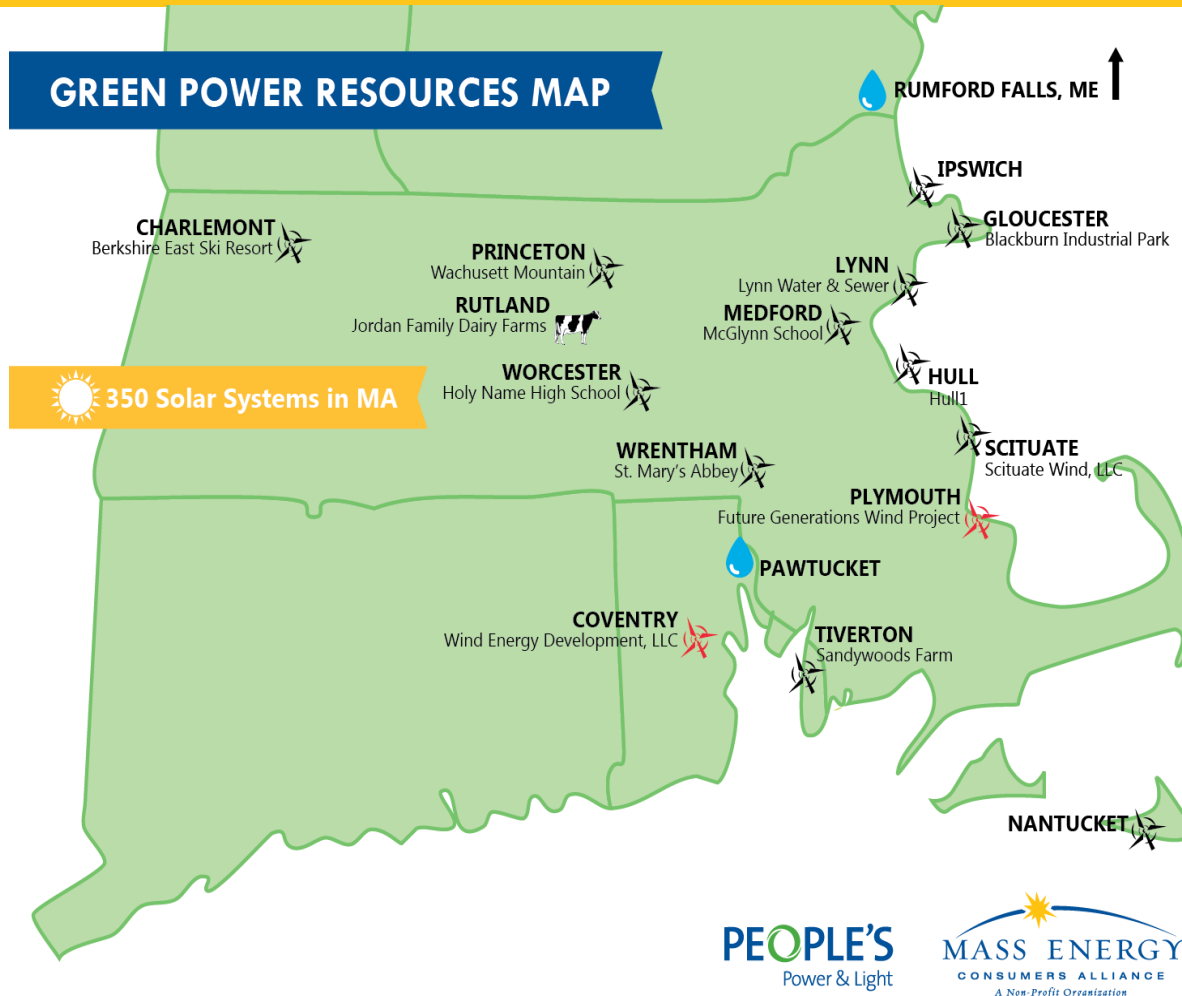 GREEN POWER RESOURCES MAP
RUMFORD FALLS, ME
IPSWICH
CHARLEMONT
Berkshire East Ski Resort
GLOUCESTER
Blackburn Industrial Park
PRINCETON
Wachusett Mountain
LYNN
Lynn Water & Sewer
RUTLAND
Jordan Family Dairy Farms
MEDFORD
McGlynn School
WORCESTER
Holy Name High School
HULL
Hull1
350 Solar Systems in MA
WRENTHAM
St. Mary's Abbey
SCITUATE
Scituate Wind, LLC
PLYMOUTH
Future Generations Wind Project
PAWTUCKET
COVENTRY
Wind Energy Development, LLC
TIVERTON
Sandywoods Farm
NANTUCKET
PEOPLE'S
Power & Light
MASS ENERGY
CONSUMERS ALLIANCE
A Non-Profit Organization